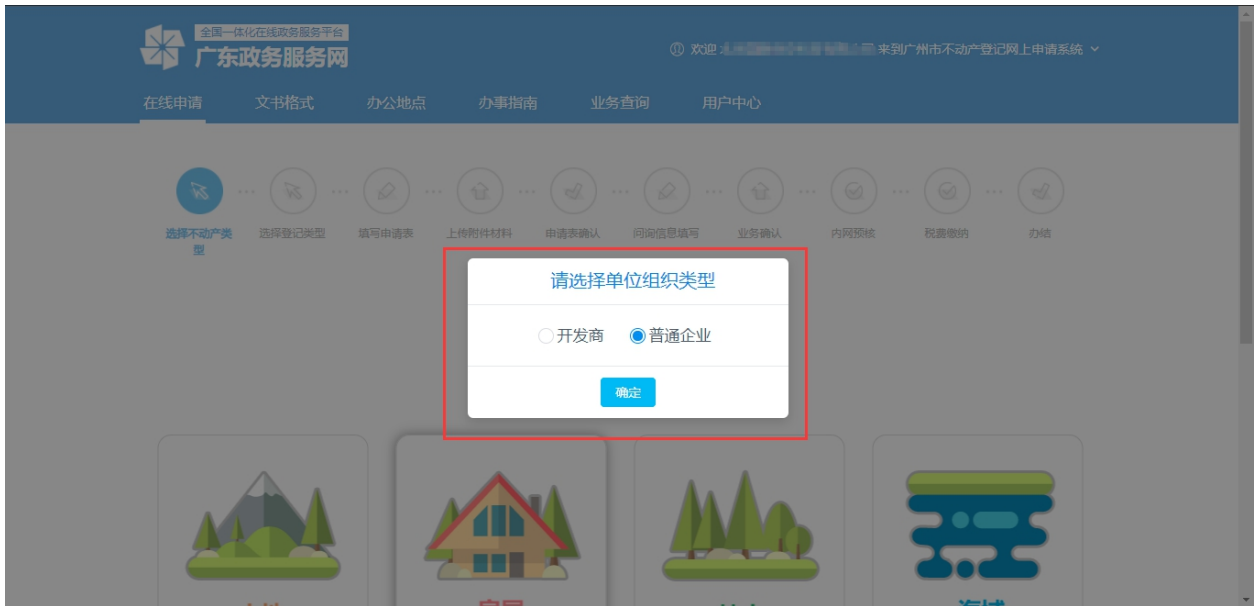 全国一体化在线政务服务平台
广东政务服务网
欢迎
来到广州市不动产登记网上申请系统
在线申请 文书格式 办公地点 办事指南 业务查询 用户中心
选择不动产类型 选择登记类型 填写申请表 上传附件材料 申请表确认 问询信息填写 业务确认 内网预核 税费缴纳 办结
请选择单位组织类型
开发商 普通企业
确定
房屋
海域